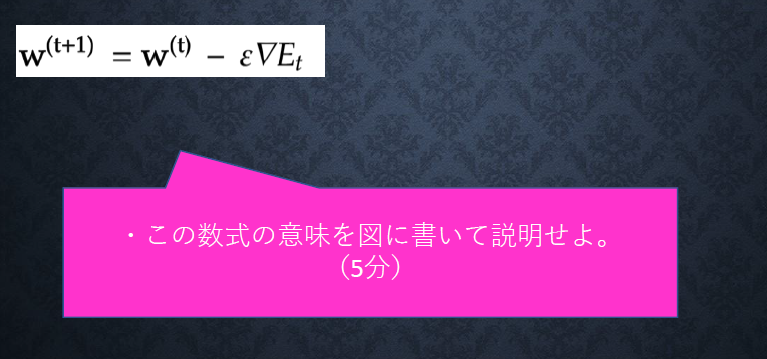 w^(t+1) = w^(t) − ε∇E_t
・この数式の意味を図に書いて説明せよ。
（5分）